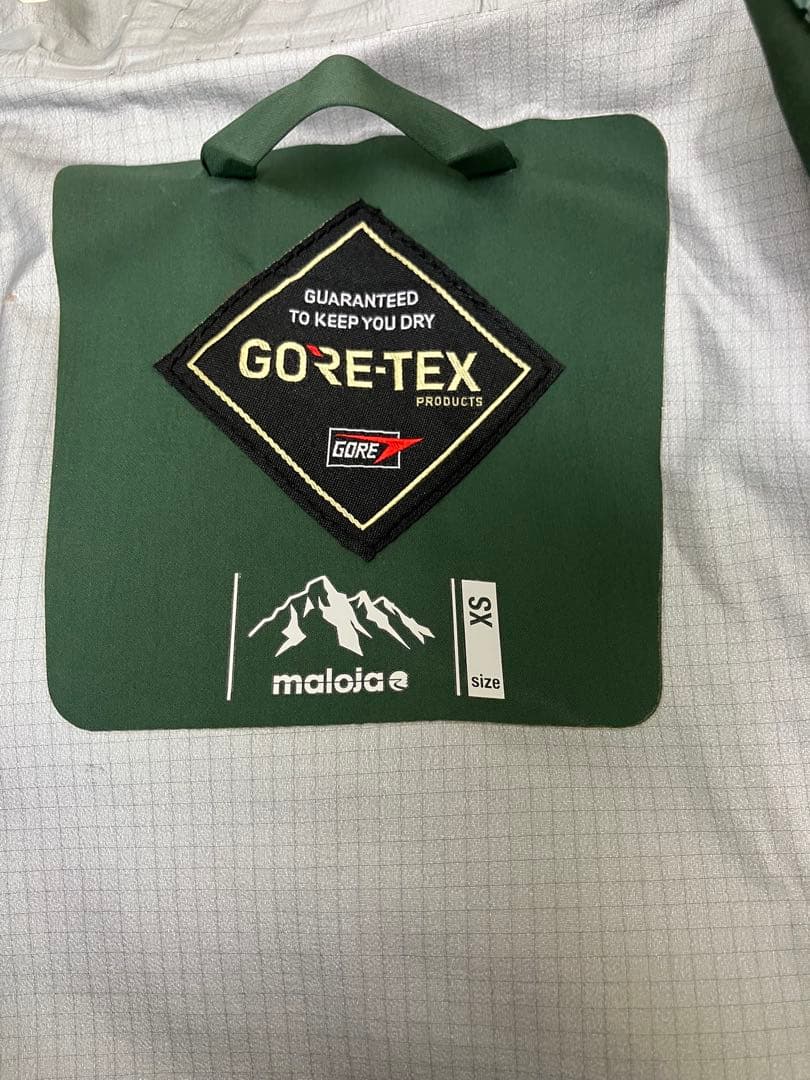 GUARANTEED
TO KEEP YOU DRY
GORE-TEX
PRODUCTS
GORE
maloja
XS
size